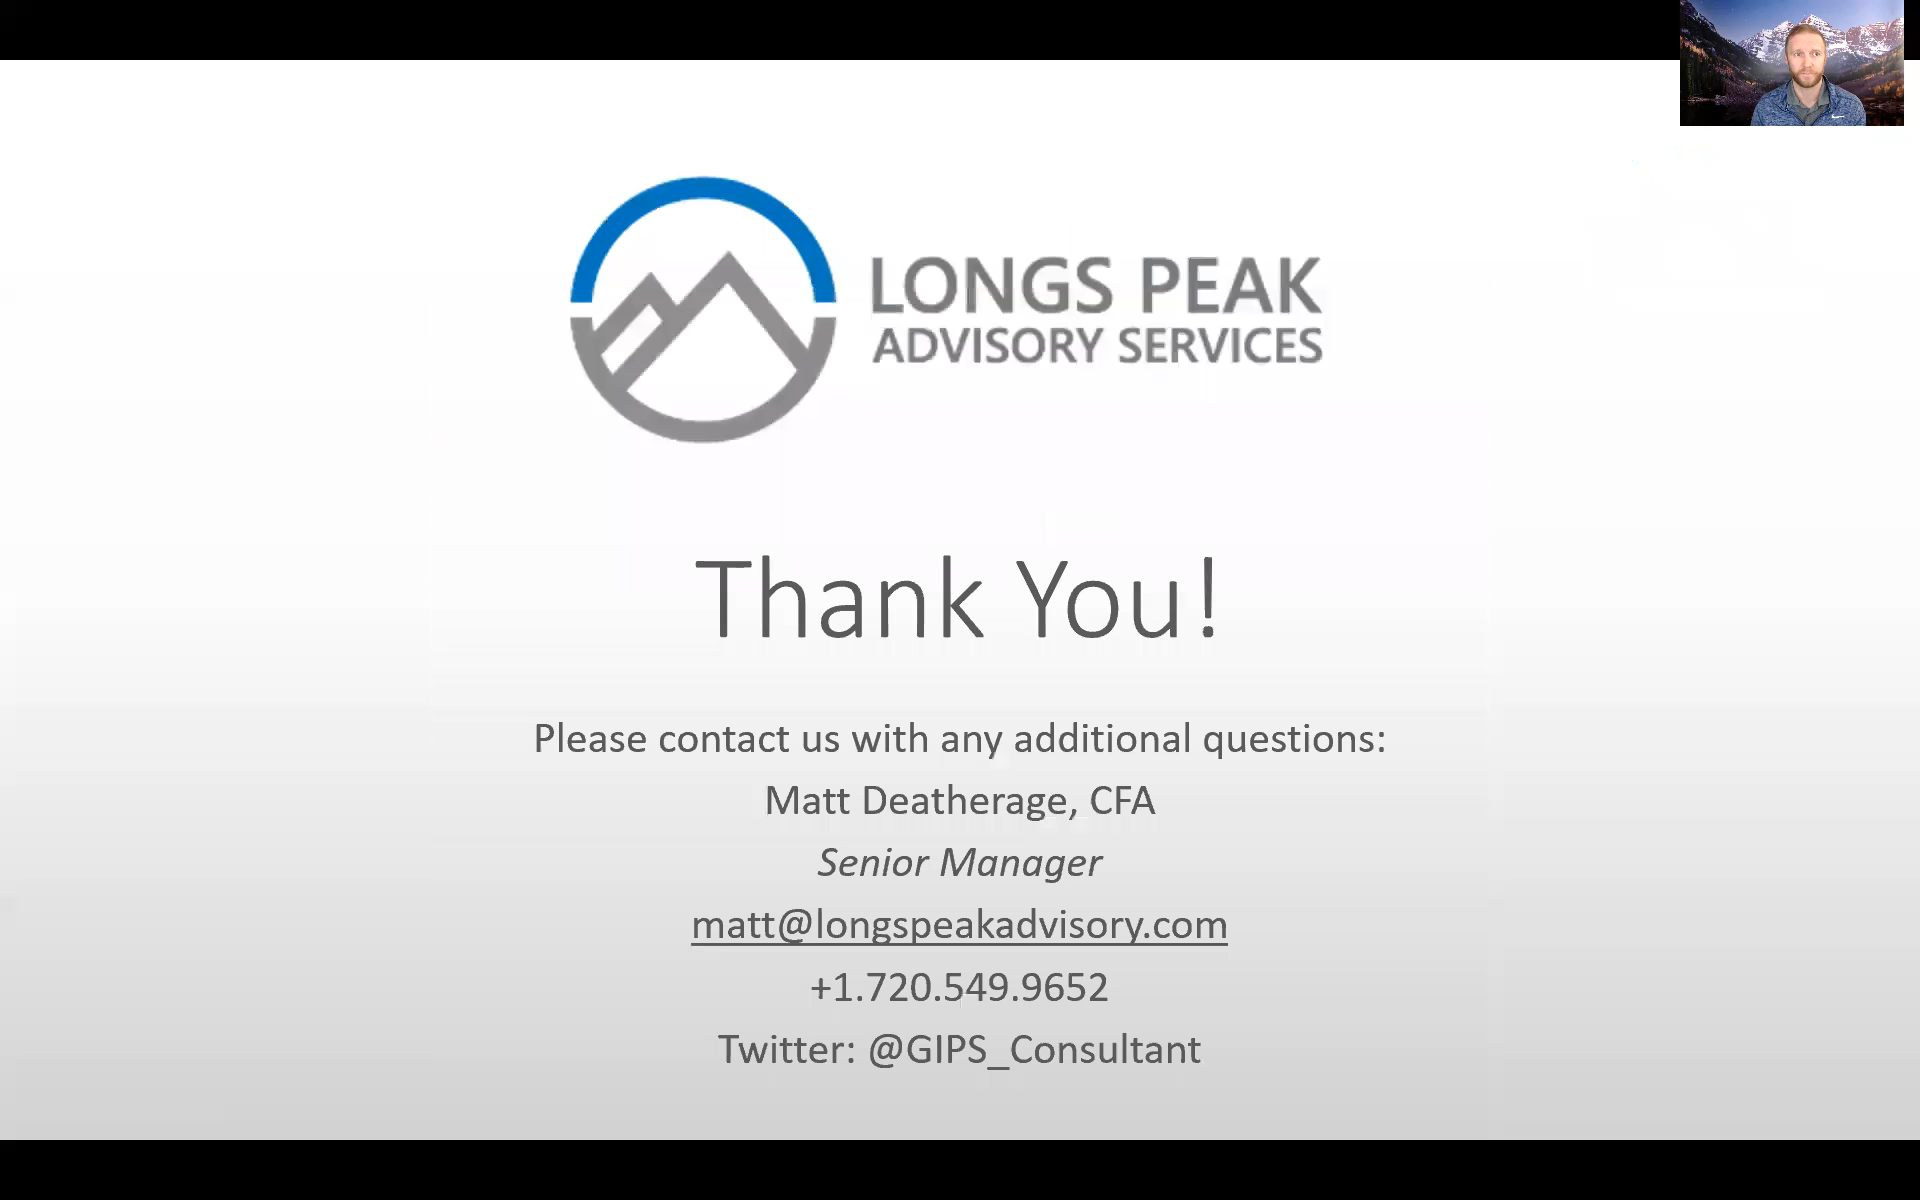 LONGS PEAK
ADVISORY SERVICES
Thank You!
Please contact us with any additional questions:
Matt Deatherage, CFA
Senior Manager
matt@longspeakadvisory.com
+1.720.549.9652
Twitter: @GIPS_Consultant